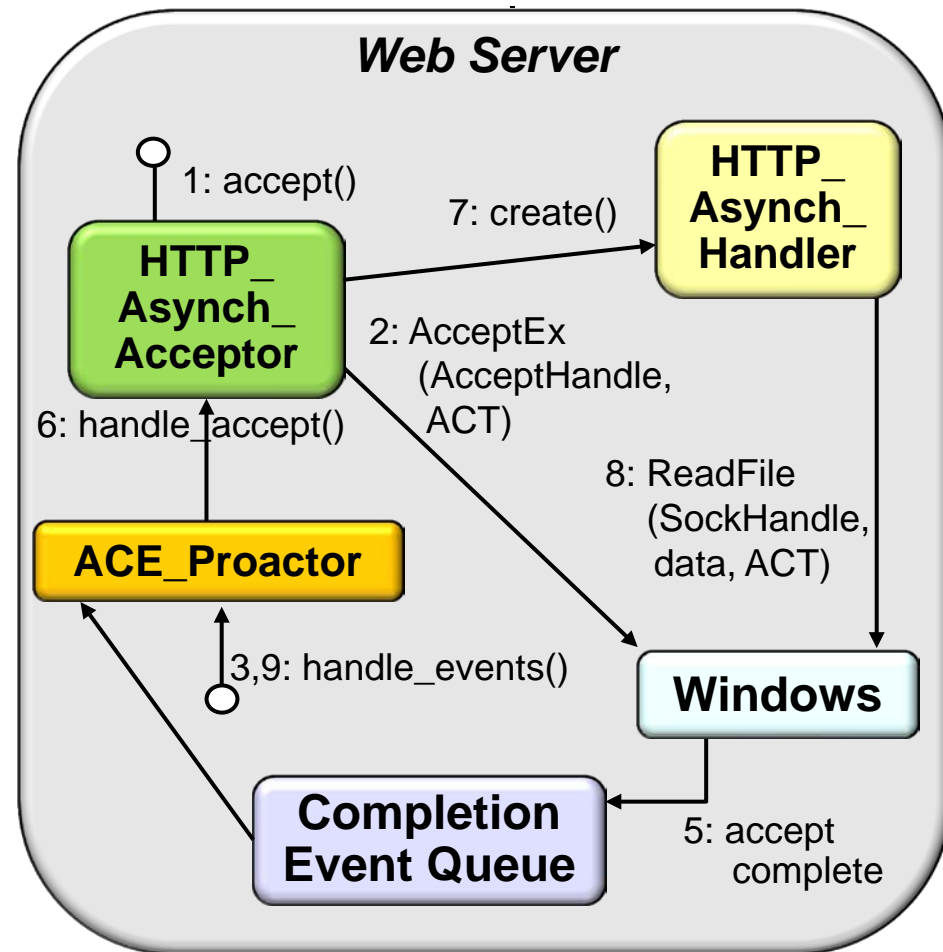 Web Server
1: accept()
HTTP_
Asynch_
Handler
7: create()
HTTP_
Asynch_
Acceptor
2: AcceptEx
(AcceptHandle,
ACT)
6: handle_accept()
8: ReadFile
(SockHandle,
data, ACT)
ACE_Proactor
3,9: handle_events()
Windows
Completion
Event Queue
5: accept
complete